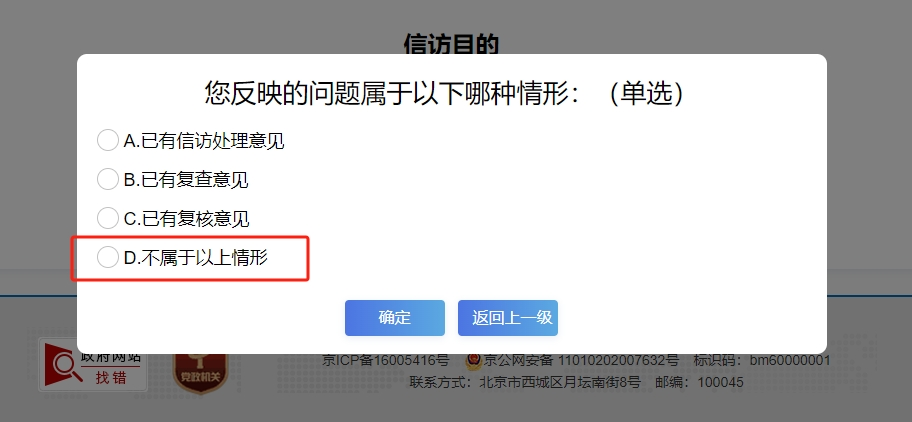 信访目的
您反映的问题属于以下哪种情形：（单选）
A.已有信访处理意见
B.已有复查意见
C.已有复核意见
D.不属于以上情形
确定
返回上一级
政府网站
找错
党政机关
京ICP备16005416号 京公网安备 11010202007632号 标识码：bm60000001
联系方式：北京市西城区月坛南街8号 邮编：100045